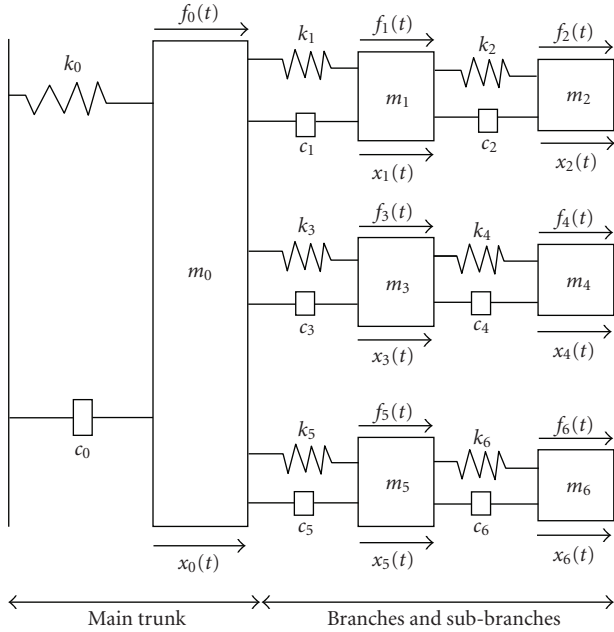 f₀(t)
f₁(t)
f₂(t)
k₀
k₁
k₂
m₁
m₂
c₁
c₂
x₁(t)
x₂(t)
f₃(t)
f₄(t)
k₃
k₄
m₀
m₃
m₄
c₃
c₄
x₃(t)
x₄(t)
f₅(t)
f₆(t)
k₅
k₆
c₀
m₅
m₆
c₅
c₆
x₀(t)
x₅(t)
x₆(t)
Main trunk
Branches and sub-branches